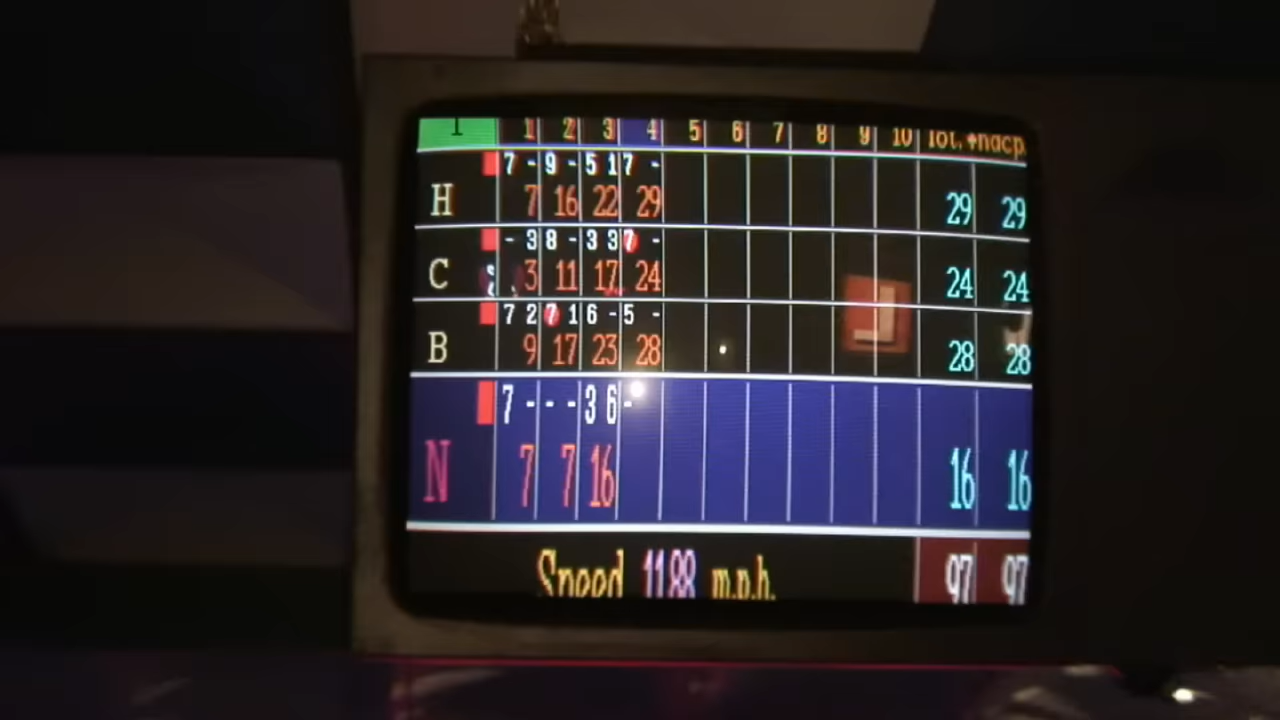 1 1 2 3 4 5 6 7 8 9 10 Tot. +hdcp
7 - 9 - 5 1 7 -
H 7 16 22 29 29 29
- 3 8 - 3 3 7 -
C 3 11 17 24 24 24
7 2 7 1 6 - 5 -
B 9 17 23 28 28 28
7 - - - 3 6 -
N 7 7 16 16 16
Speed 11.88 m.p.h. 97 97